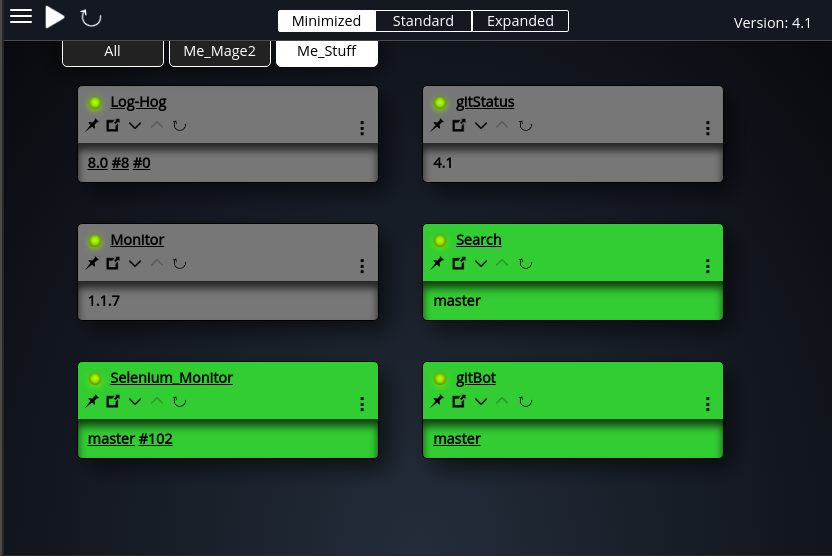 Minimized Standard Expanded Version: 4.1
All Me_Mage2 Me_Stuff
Log-Hog
8.0 #8 #0
gitStatus
4.1
Monitor
1.1.7
Search
master
Selenium_Monitor
master #102
gitBot
master